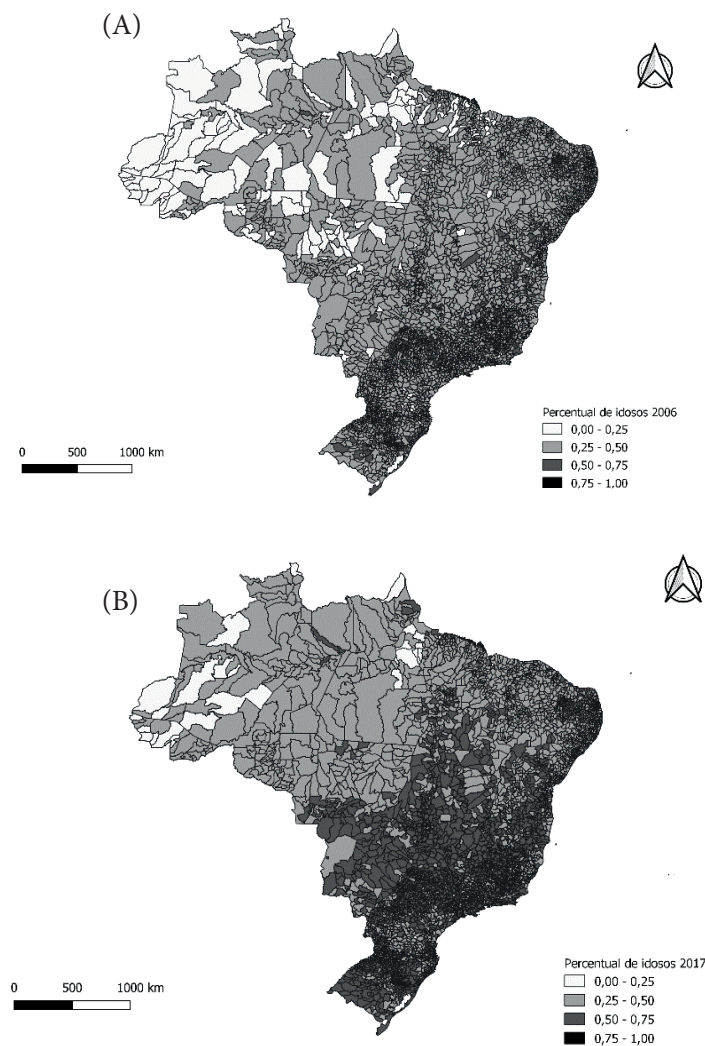 (A)
Percentual de idosos 2006
0,00 - 0,25
0,25 - 0,50
0,50 - 0,75
0,75 - 1,00
0 500 1000 km
(B)
Percentual de idosos 2017
0,00 - 0,25
0,25 - 0,50
0,50 - 0,75
0,75 - 1,00
0 500 1000 km